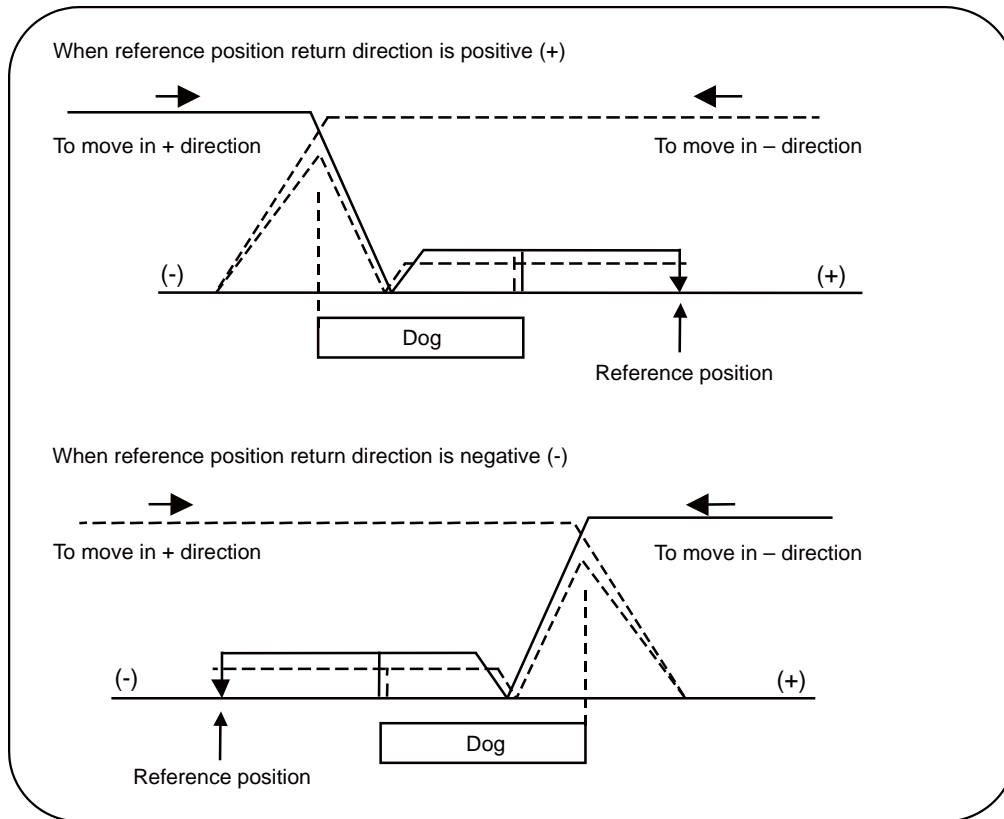 When reference position return direction is positive (+)
To move in + direction
To move in – direction
(-)
(+)
Dog
Reference position
When reference position return direction is negative (-)
To move in + direction
To move in – direction
(-)
(+)
Dog
Reference position